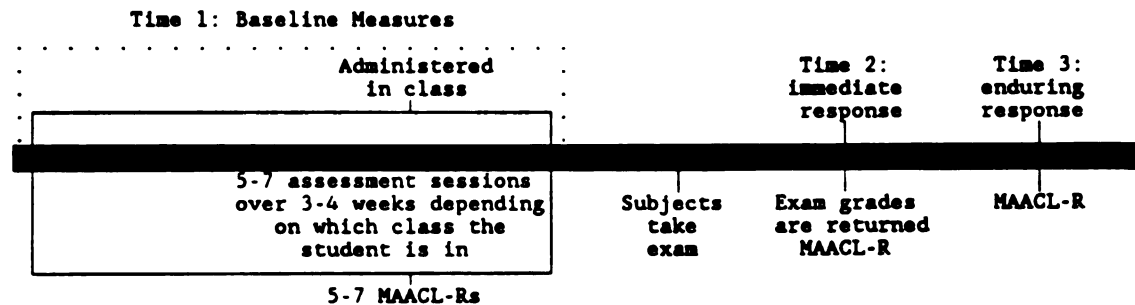 Time 1: Baseline Measures
Administered
in class
Time 2:
immediate
response
Time 3:
enduring
response
5-7 assessment sessions
over 3-4 weeks depending
on which class the
student is in
5-7 MAACL-Rs
Subjects
take
exam
Exam grades
are returned
MAACL-R
MAACL-R